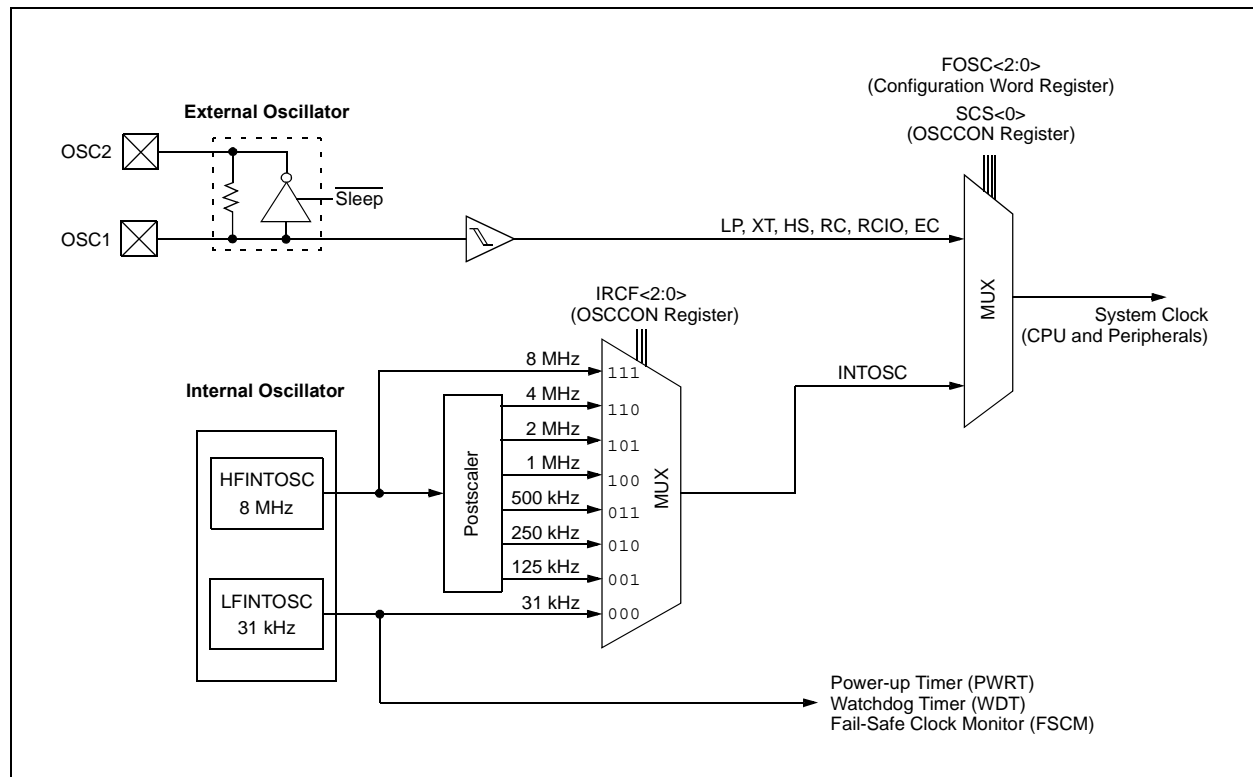 FOSC<2:0>
(Configuration Word Register)
SCS<0>
(OSCCON Register)
External Oscillator
OSC2
Sleep
OSC1
LP, XT, HS, RC, RCIO, EC
IRCF<2:0>
(OSCCON Register)
MUX
System Clock
(CPU and Peripherals)
8 MHz
111
INTOSC
Internal Oscillator
4 MHz
110
2 MHz
101
HFINTOSC
8 MHz
Postscaler
1 MHz
100
MUX
500 kHz
011
250 kHz
010
125 kHz
001
LFINTOSC
31 kHz
31 kHz
000
Power-up Timer (PWRT)
Watchdog Timer (WDT)
Fail-Safe Clock Monitor (FSCM)